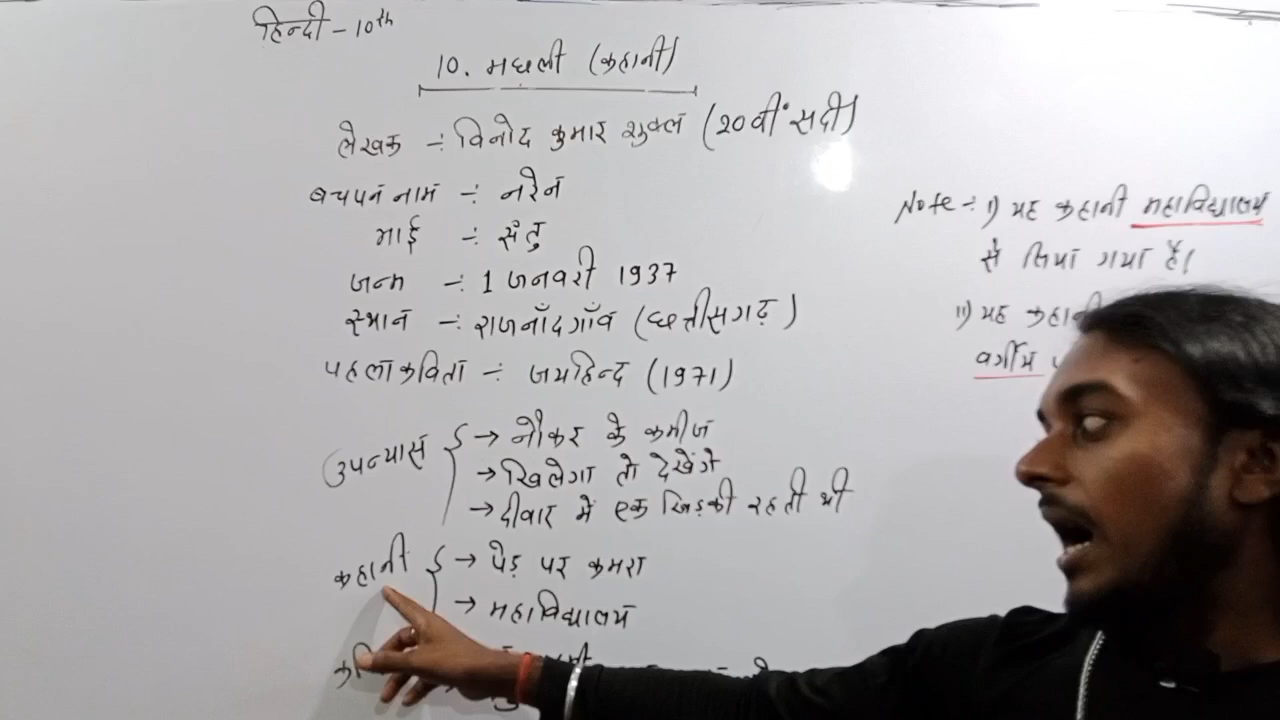 हिन्दी - 10th
10. मछली (कहानी)
लेखक ÷ विनोद कुमार शुक्ल (20वीं सदी)
बचपन नाम ÷ नरेन
भाई ÷ संतु
जन्म ÷ 1 जनवरी 1937
स्थान ÷ राजनाँदगाँव (छत्तीसगढ़)
पहला कविता ÷ जयहिन्द (1971)
उपन्यास { → नौकर के कमीज
→ खिलेगा तो देखेंगे
→ दीवार में एक खिड़की रहती थी
कहानी { → पेड़ पर कमरा
→ महाविद्यालय
Note ÷ i) यह कहानी महाविद्यालय
से लिया गया है।
ii) यह
वर्गीय